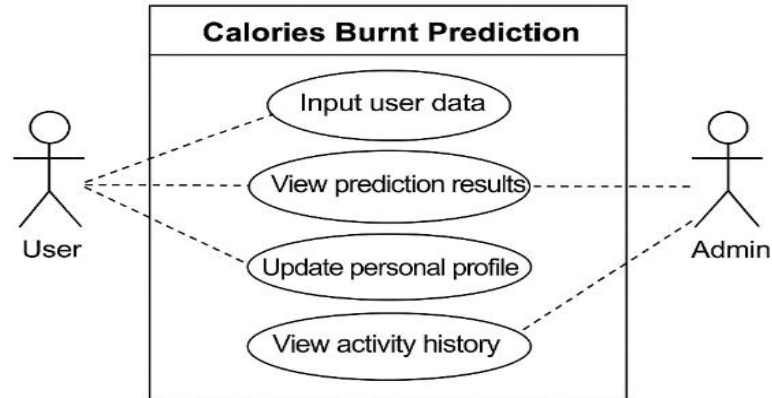 Calories Burnt Prediction
Input user data
View prediction results
Update personal profile
View activity history
User
Admin